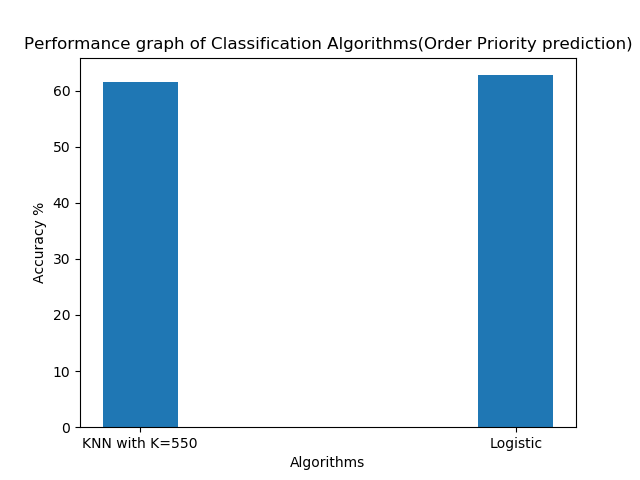 Performance graph of Classification Algorithms(Order Priority prediction)
60
50
40
30
20
10
0
Accuracy %
KNN with K=550
Logistic
Algorithms